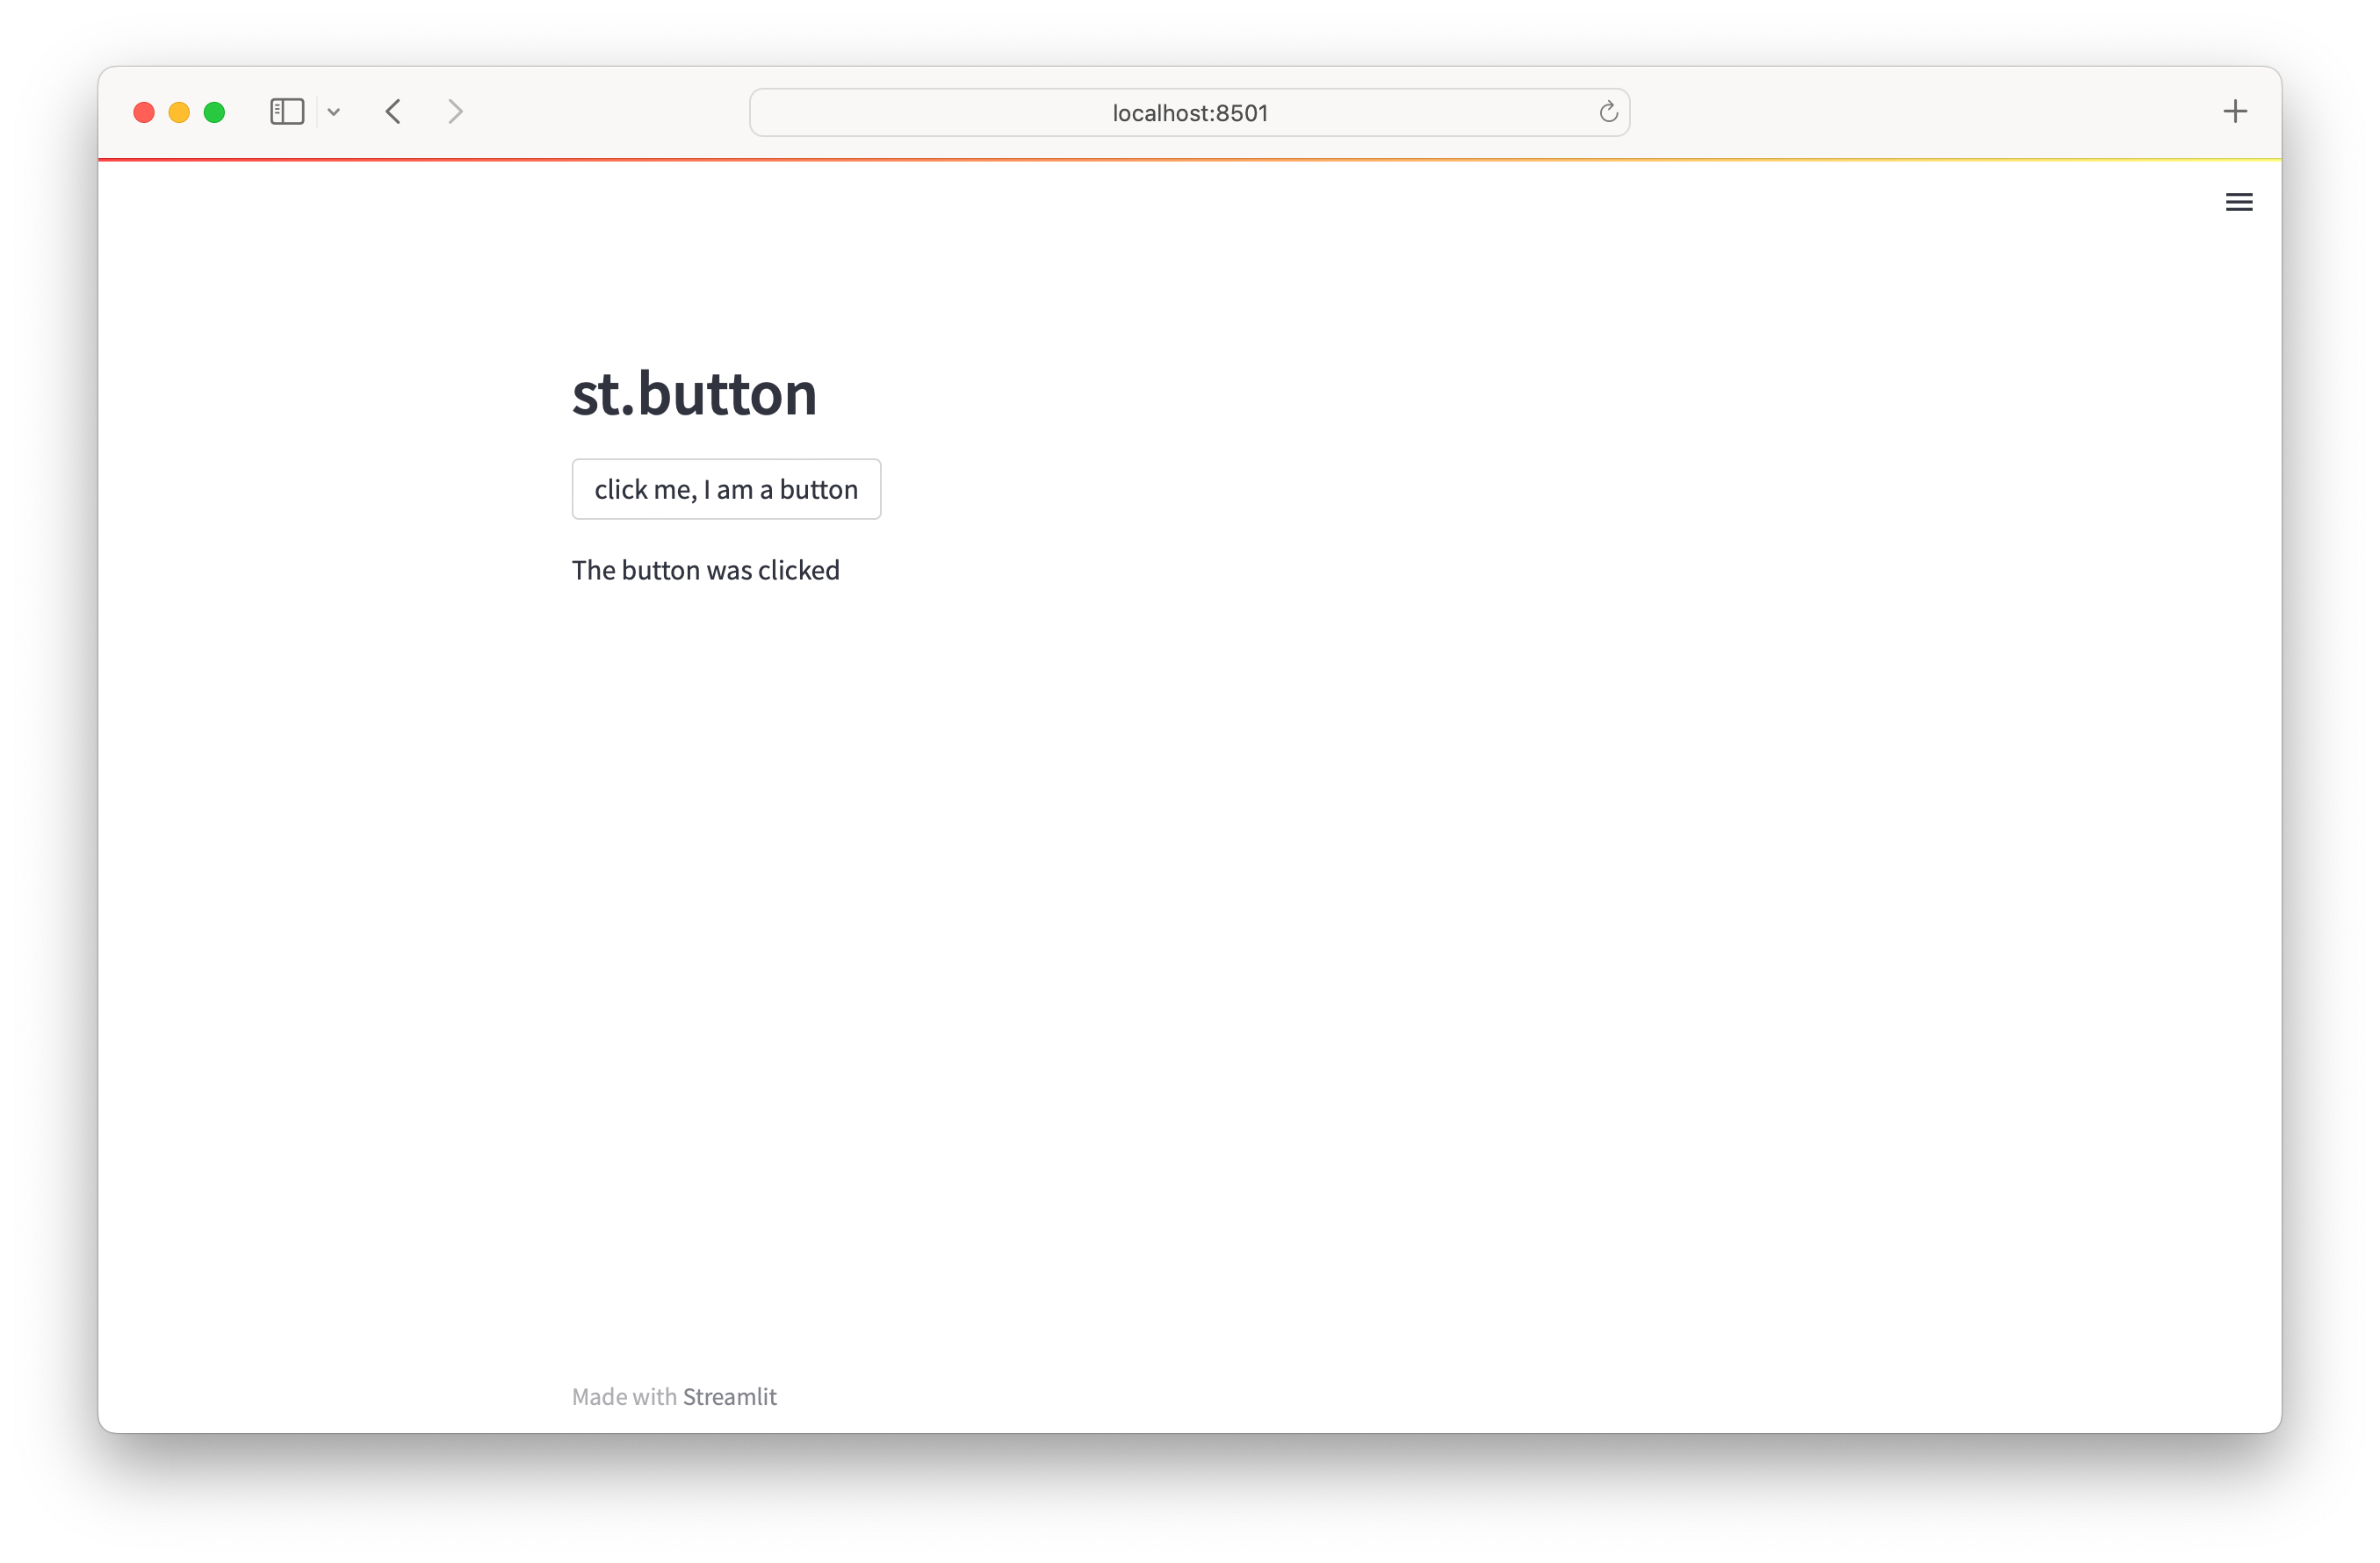 localhost:8501
st.button
click me, I am a button
The button was clicked
Made with Streamlit